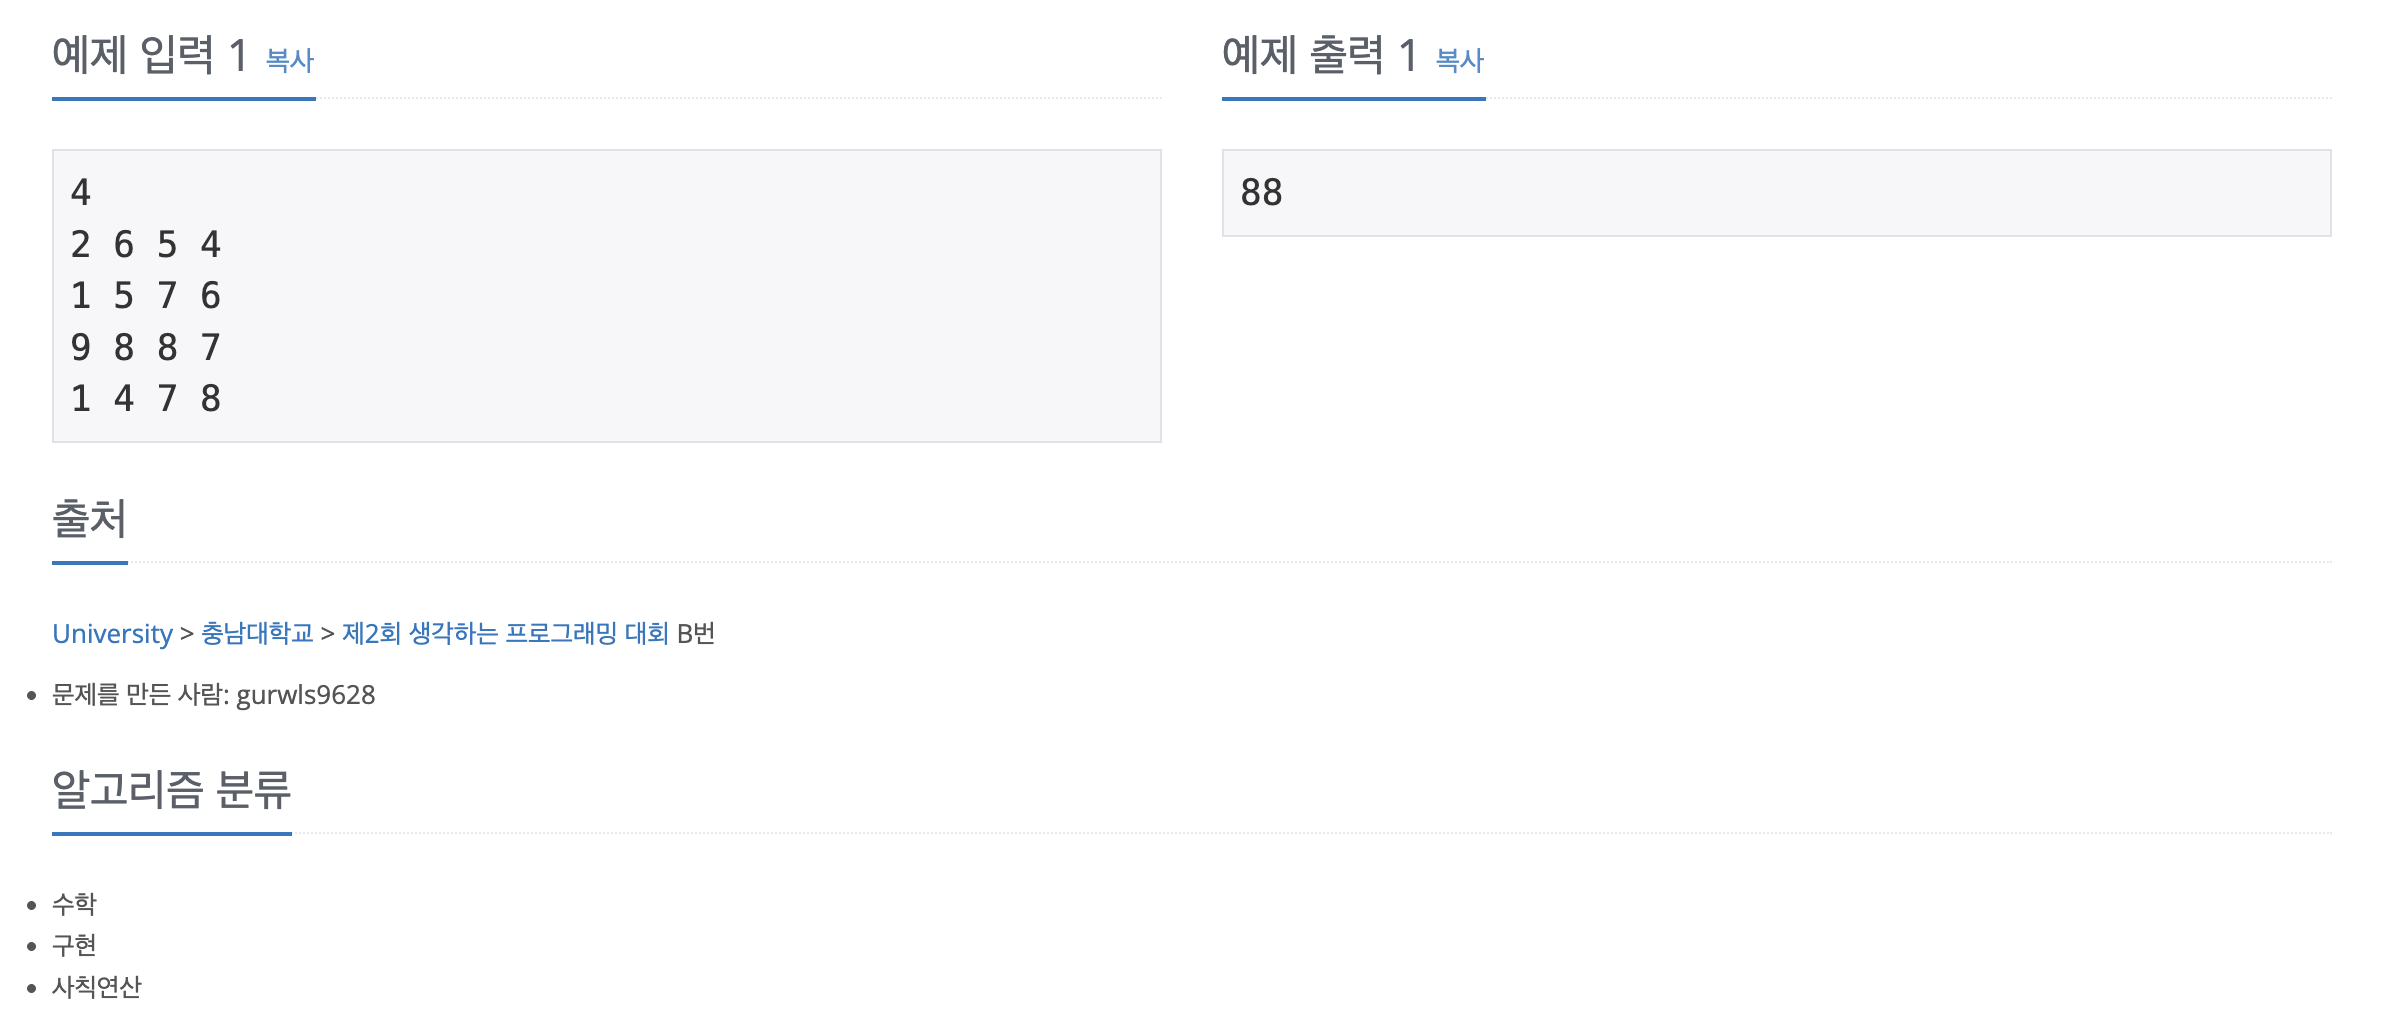 예제 입력 1 복사
4
2 6 5 4
1 5 7 6
9 8 8 7
1 4 7 8
예제 출력 1 복사
88
출처
University > 충남대학교 > 제2회 생각하는 프로그래밍 대회 B번
문제를 만든 사람: gurwls9628
알고리즘 분류
수학
구현
사칙연산